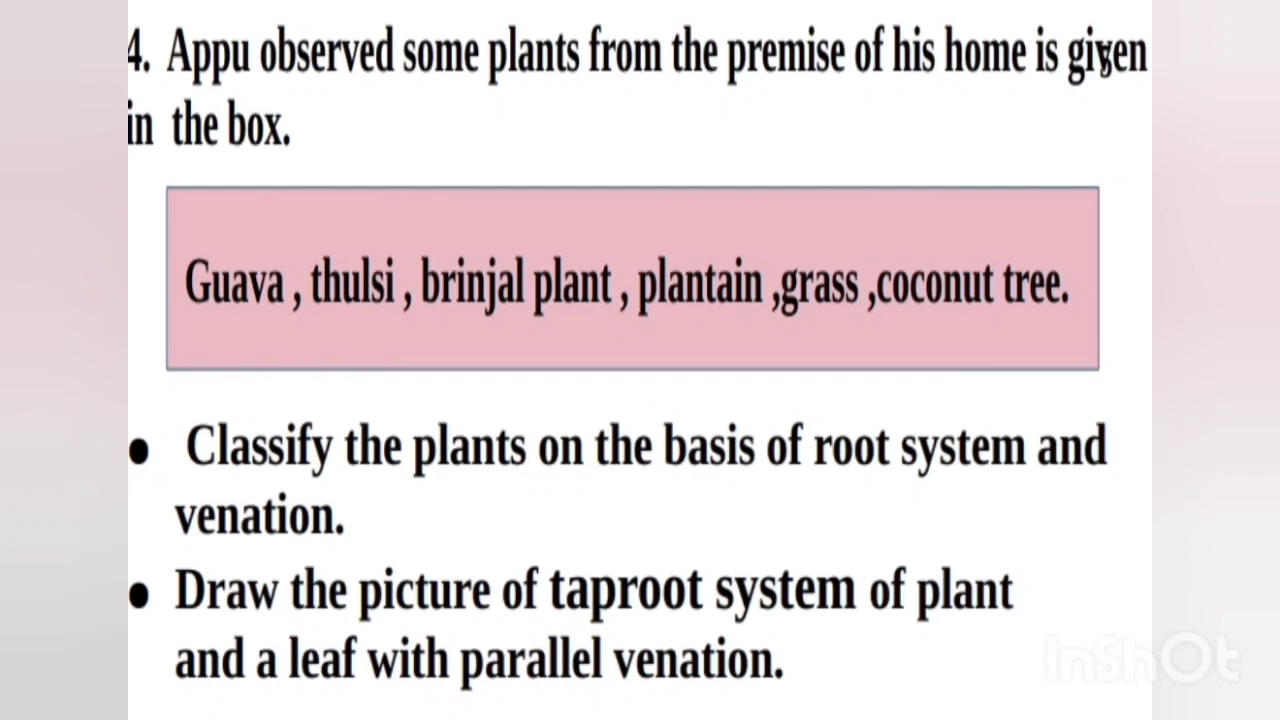 4. Appu observed some plants from the premise of his home is given
in the box.
Guava , thulsi , brinjal plant , plantain ,grass ,coconut tree.
● Classify the plants on the basis of root system and
venation.
● Draw the picture of taproot system of plant
and a leaf with parallel venation.
InShOt